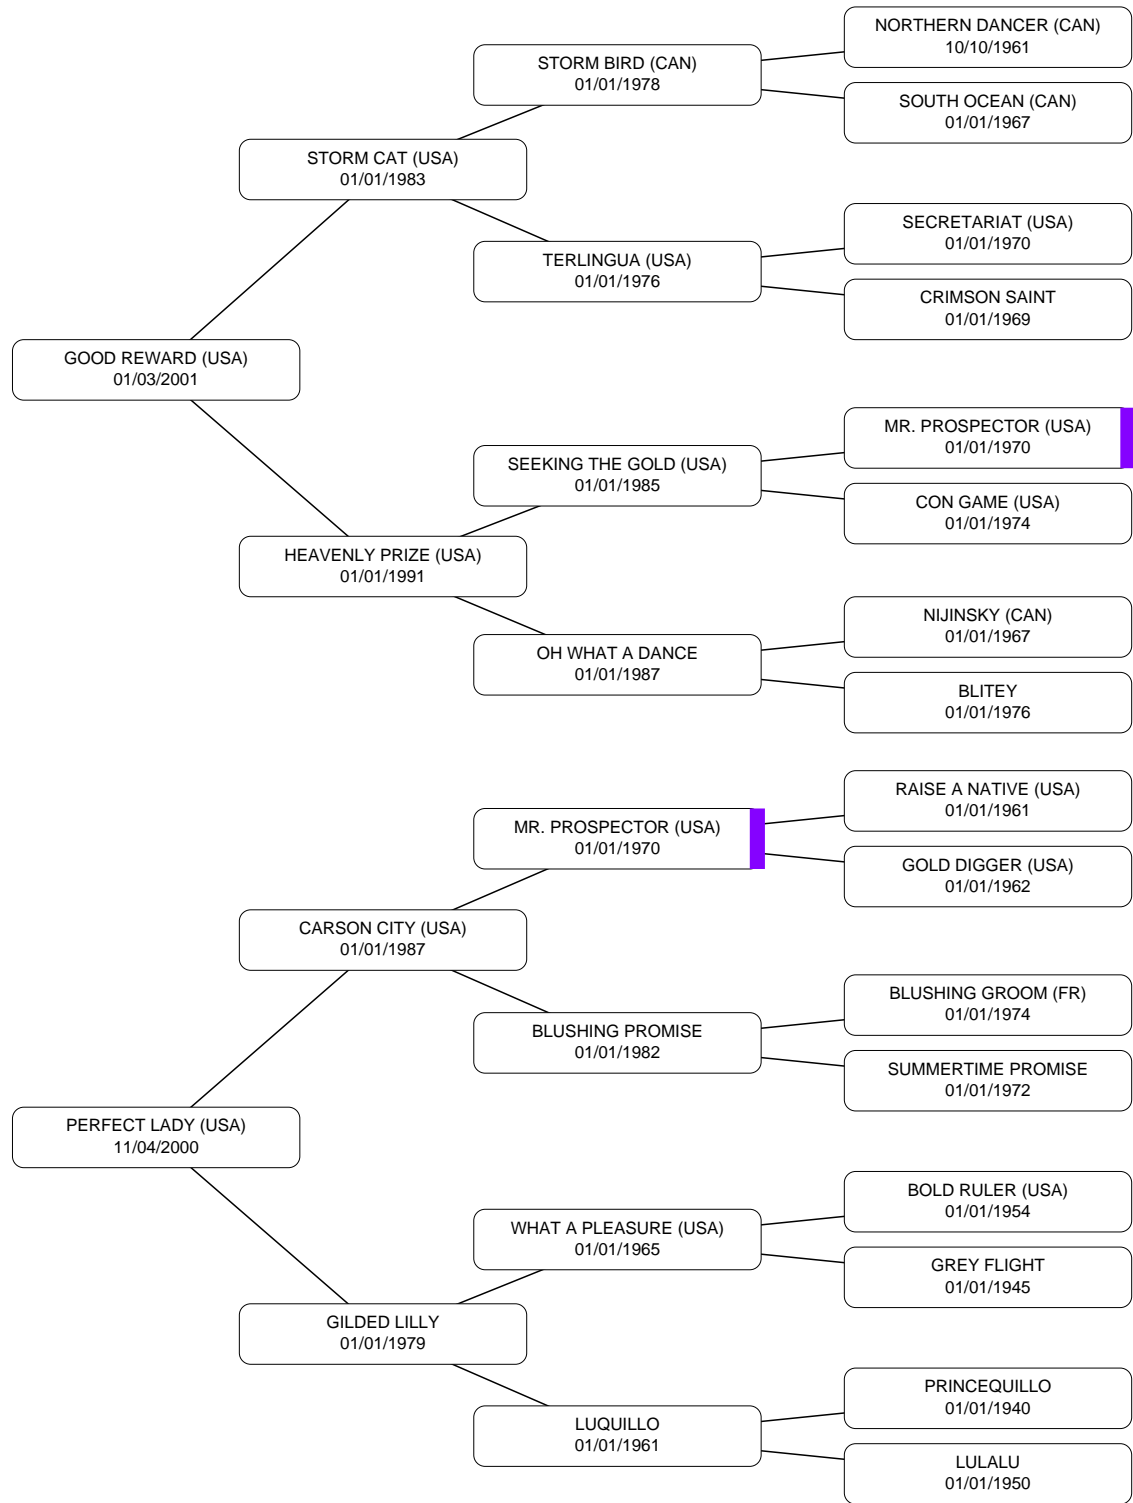 NORTHERN DANCER (CAN)
10/10/1961
STORM BIRD (CAN)
01/01/1978
SOUTH OCEAN (CAN)
01/01/1967
STORM CAT (USA)
01/01/1983
SECRETARIAT (USA)
01/01/1970
TERLINGUA (USA)
01/01/1976
CRIMSON SAINT
01/01/1969
GOOD REWARD (USA)
01/03/2001
MR. PROSPECTOR (USA)
01/01/1970
SEEKING THE GOLD (USA)
01/01/1985
CON GAME (USA)
01/01/1974
HEAVENLY PRIZE (USA)
01/01/1991
NIJINSKY (CAN)
01/01/1967
OH WHAT A DANCE
01/01/1987
BLITEY
01/01/1976
RAISE A NATIVE (USA)
01/01/1961
MR. PROSPECTOR (USA)
01/01/1970
GOLD DIGGER (USA)
01/01/1962
CARSON CITY (USA)
01/01/1987
BLUSHING GROOM (FR)
01/01/1974
BLUSHING PROMISE
01/01/1982
SUMMERTIME PROMISE
01/01/1972
PERFECT LADY (USA)
11/04/2000
BOLD RULER (USA)
01/01/1954
WHAT A PLEASURE (USA)
01/01/1965
GREY FLIGHT
01/01/1945
GILDED LILLY
01/01/1979
PRINCEQUILLO
01/01/1940
LUQUILLO
01/01/1961
LULALU
01/01/1950